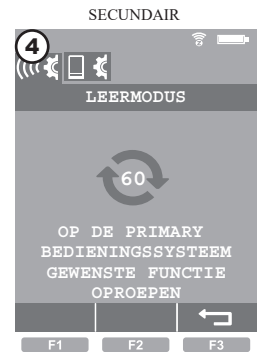 SECUNDAIR
4
LEERMODUS
60
OP DE PRIMARY
BEDIENINGSSYSTEEM
GEWENSTE FUNCTIE
OPROEPEN
F1 F2 F3